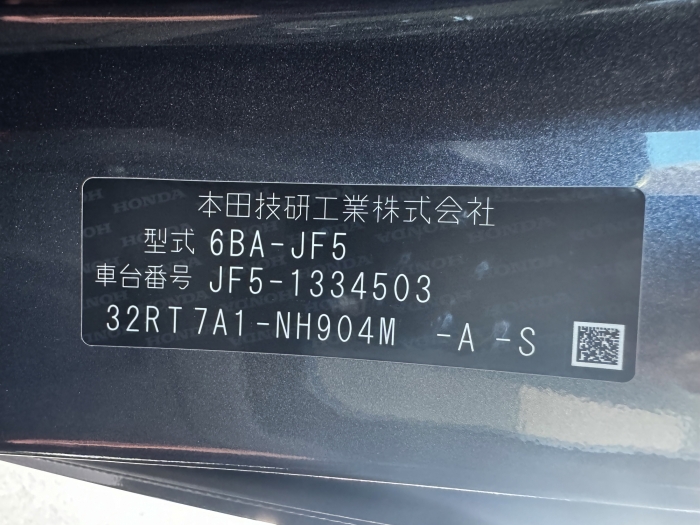 本田技研工業株式会社
型式 6BA-JF5
車台番号 JF5-1334503
32RT7A1-NH904M -A -S